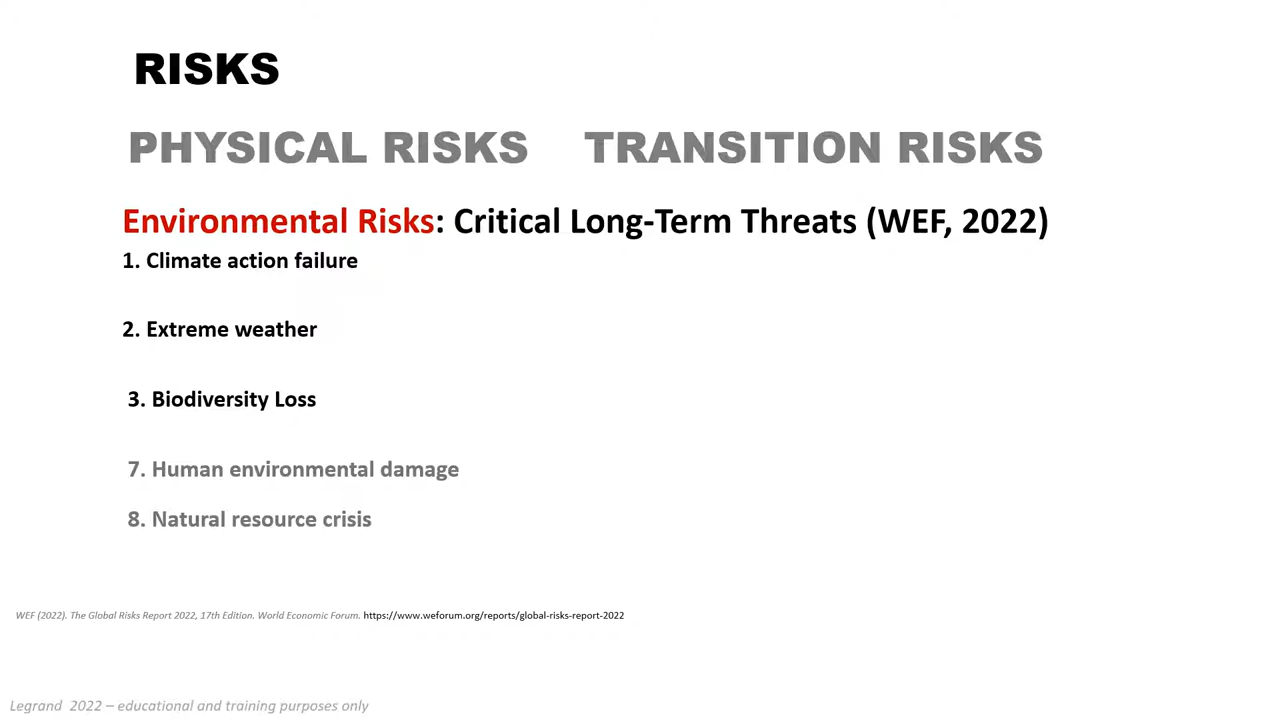 RISKS
PHYSICAL RISKS TRANSITION RISKS
Environmental Risks: Critical Long-Term Threats (WEF, 2022)
1. Climate action failure
2. Extreme weather
3. Biodiversity Loss
7. Human environmental damage
8. Natural resource crisis
WEF (2022). The Global Risks Report 2022, 17th Edition. World Economic Forum. https://www.weforum.org/reports/global-risks-report-2022
Legrand 2022 – educational and training purposes only